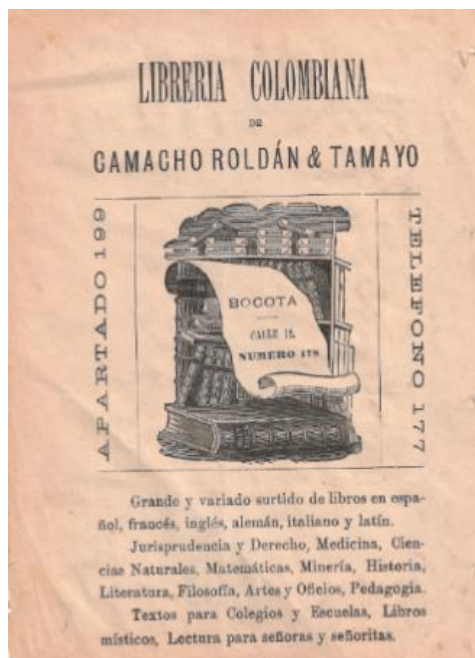 LIBRERIA COLOMBIANA
DE
CAMACHO ROLDÁN & TAMAYO
APARTADO 199
BOGOTA
CALLE 12,
NUMERO 178
TELEFONO 177
Grande y variado surtido de libros en espa-
ñol, francés, inglés, alemán, italiano y latín.
Jurisprudencia y Derecho, Medicina, Cien-
cias Naturales, Matemáticas, Minería, Historia,
Literatura, Filosofía, Artes y Oficios, Pedagogía.
Textos para Colegios y Escuelas, Libros
místicos, Lectura para señoras y señoritas.